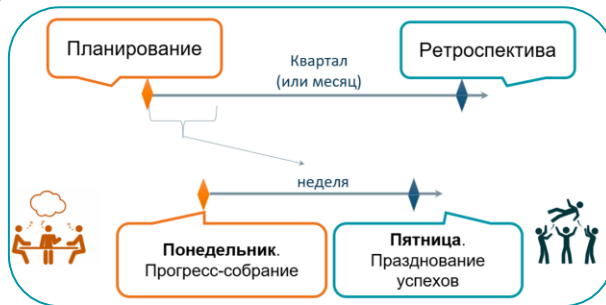 Планирование
Ретроспектива
Квартал
(или месяц)
неделя
Понедельник.
Прогресс-собрание
Пятница.
Празднование
успехов